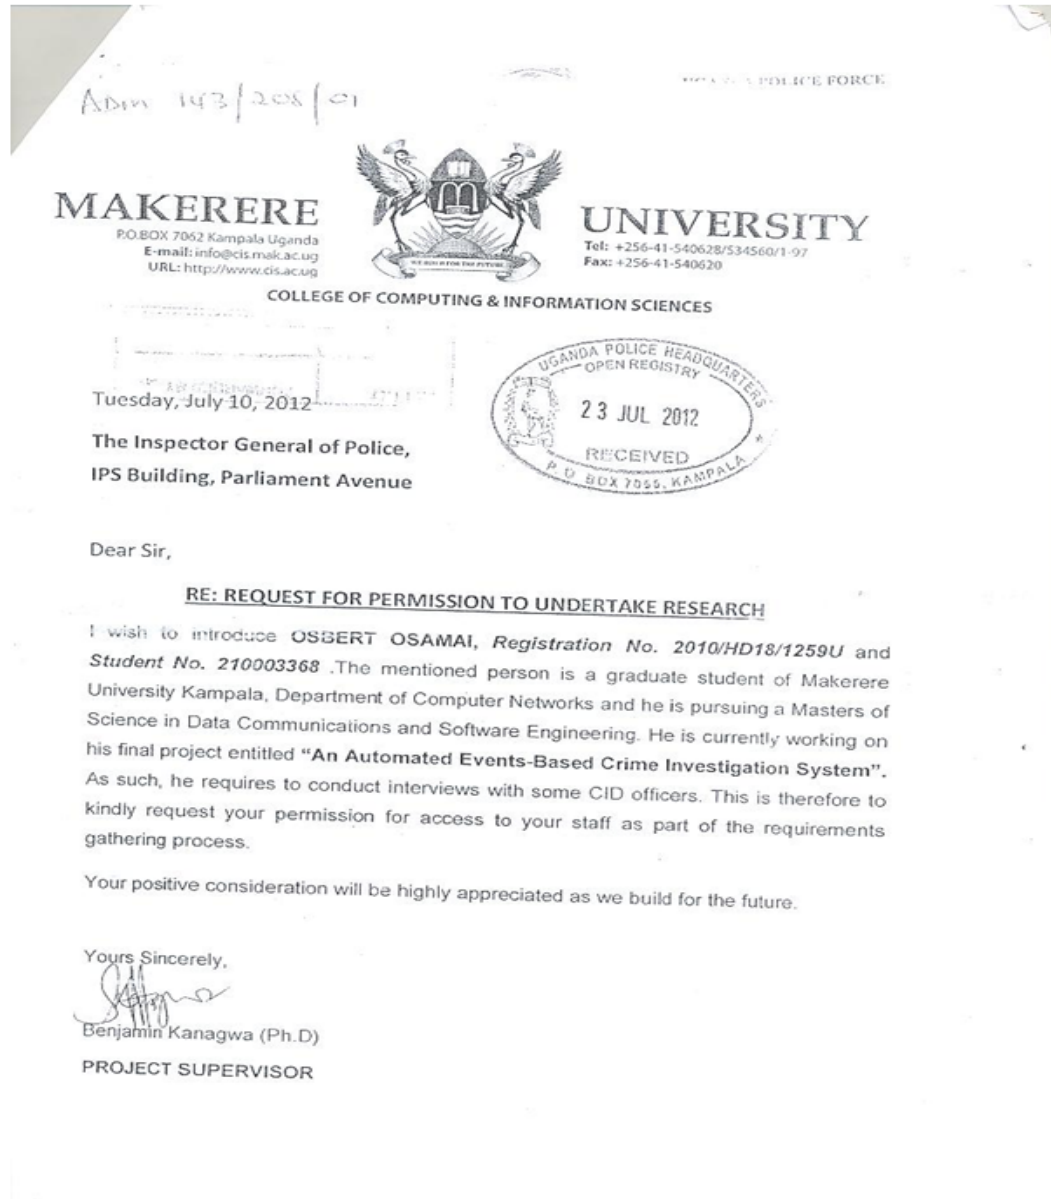 POLICE FORCE
ADM 143/208/01
MAKERERE
UNIVERSITY
P.O.BOX 7062 Kampala Uganda
E-mail: info@cis.mak.ac.ug
URL: http://www.cis.ac.ug
Tel: +256-41-540628/534560/1-97
Fax: +256-41-540620
WE BUILD FOR THE FUTURE
COLLEGE OF COMPUTING & INFORMATION SCIENCES
UGANDA POLICE HEADQUARTERS
OPEN REGISTRY
23 JUL 2012
RECEIVED
P.O BOX 7055, KAMPALA
Tuesday, July 10, 2012
The Inspector General of Police,
IPS Building, Parliament Avenue
Dear Sir,
RE: REQUEST FOR PERMISSION TO UNDERTAKE RESEARCH
I wish to introduce OSBERT OSAMAI, Registration No. 2010/HD18/1259U and
Student No. 210003368 .The mentioned person is a graduate student of Makerere
University Kampala, Department of Computer Networks and he is pursuing a Masters of
Science in Data Communications and Software Engineering. He is currently working on
his final project entitled “An Automated Events-Based Crime Investigation System”.
As such, he requires to conduct interviews with some CID officers. This is therefore to
kindly request your permission for access to your staff as part of the requirements
gathering process.
Your positive consideration will be highly appreciated as we build for the future.
Yours Sincerely,
Benjamin Kanagwa (Ph.D)
PROJECT SUPERVISOR